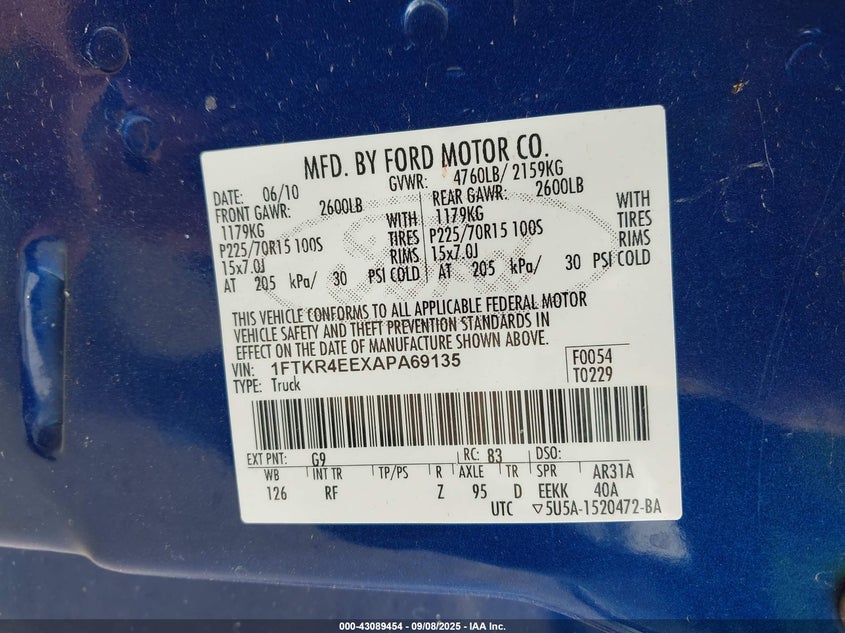 MFD. BY FORD MOTOR CO.
DATE: 06/10 GVWR: 4760LB/ 2159KG
FRONT GAWR: 2600LB REAR GAWR: 2600LB
1179KG WITH 1179KG WITH
P225/70R15 100S TIRES P225/70R15 100S TIRES
15x7.0J RIMS 15x7.0J RIMS
AT 205 kPa/ 30 PSI COLD AT 205 kPa/ 30 PSI COLD
THIS VEHICLE CONFORMS TO ALL APPLICABLE FEDERAL MOTOR
VEHICLE SAFETY AND THEFT PREVENTION STANDARDS IN
EFFECT ON THE DATE OF MANUFACTURE SHOWN ABOVE.
VIN: 1FTKR4EEXAPA69135 F0054
TYPE: Truck T0229
EXT PNT: G9 RC: 83 DSO:
WB INT TR TP/PS R AXLE TR SPR AR31A
126 RF Z 95 D EEKK 40A
UTC ▽5U5A-1520472-BA
000-43089454 - 09/08/2025 - IAA Inc.